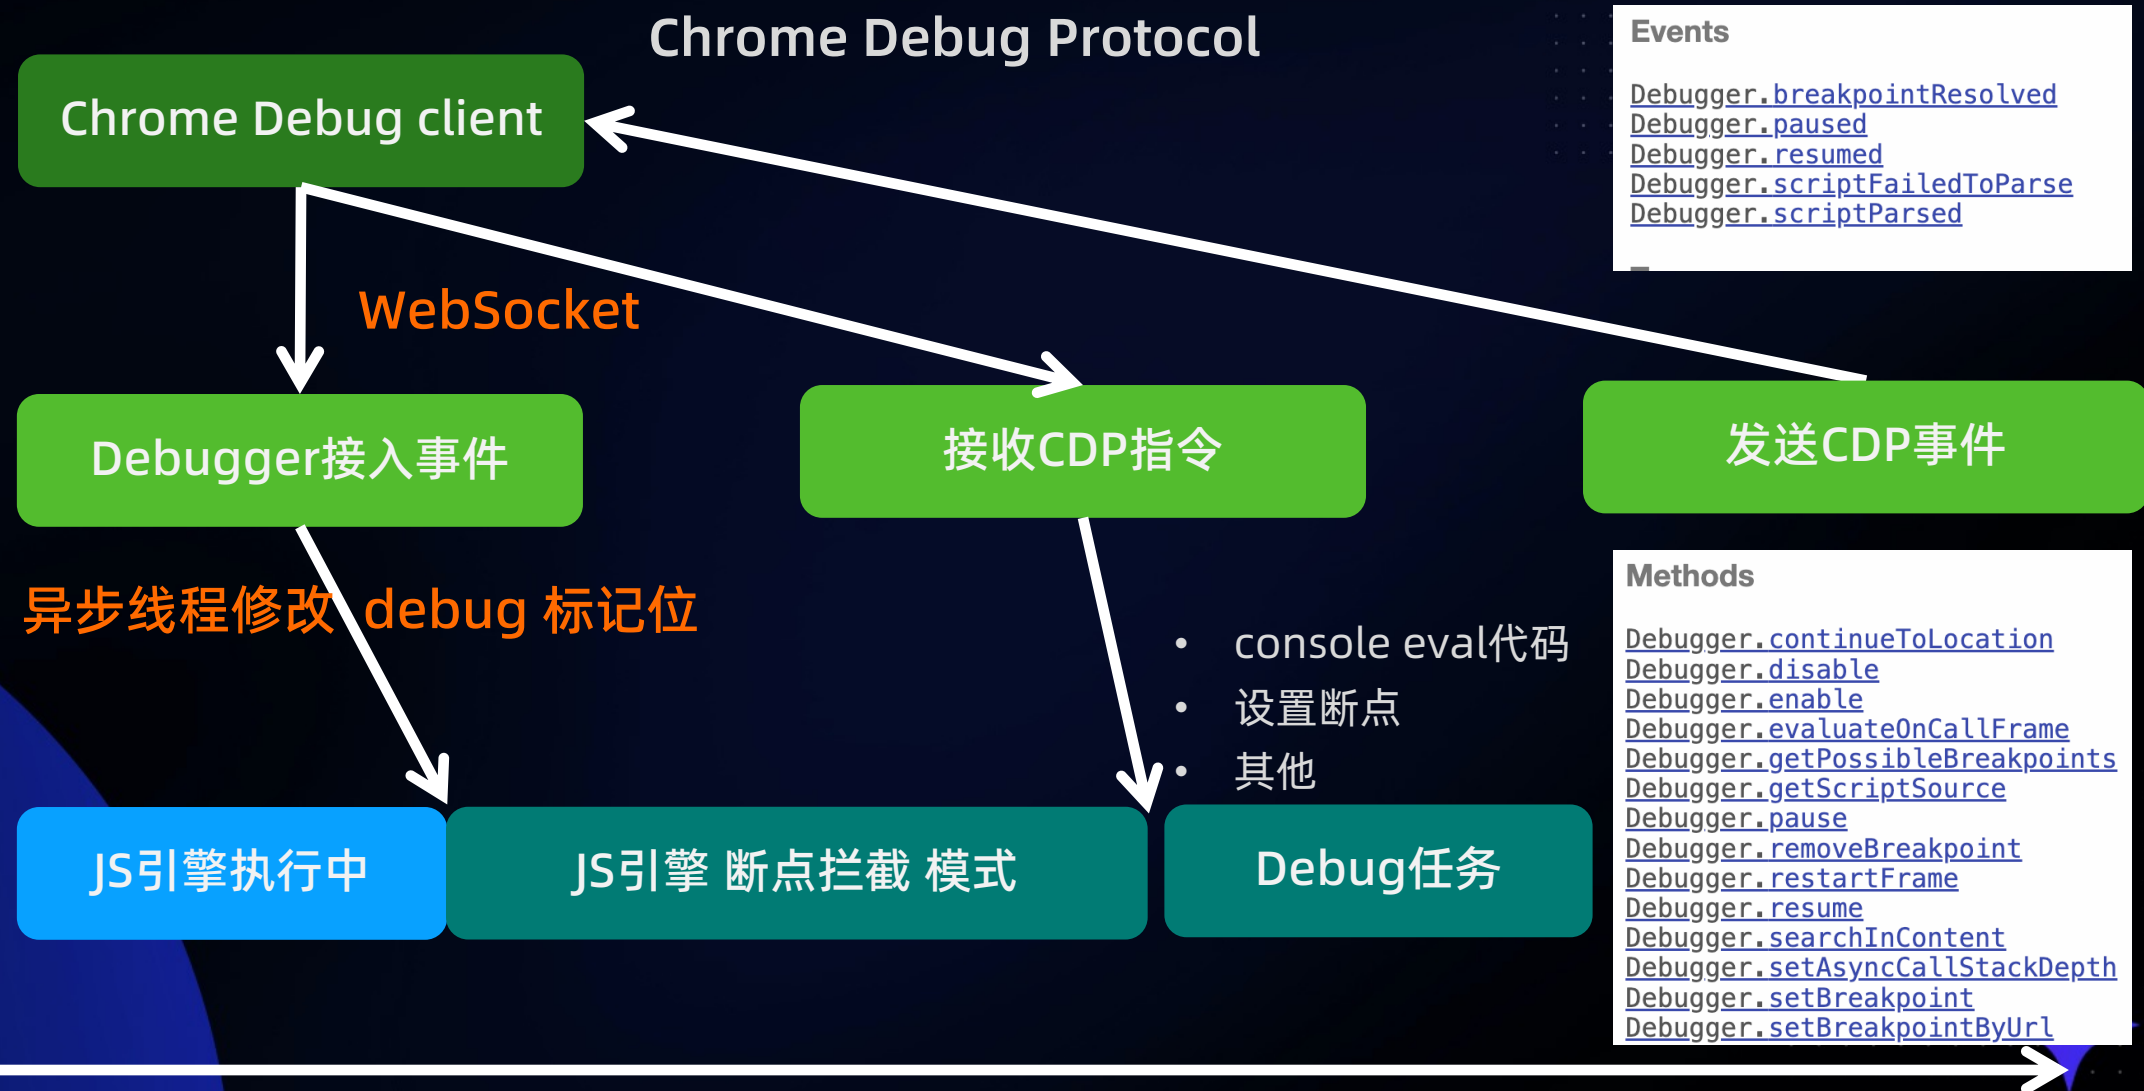 Chrome Debug Protocol
Chrome Debug client
WebSocket
Debugger接入事件
接收CDP指令
发送CDP事件
异步线程修改 debug 标记位
• console eval代码
• 设置断点
• 其他
JS引擎执行中
JS引擎 断点拦截 模式
Debug任务
Events
Debugger.breakpointResolved
Debugger.paused
Debugger.resumed
Debugger.scriptFailedToParse
Debugger.scriptParsed
Methods
Debugger.continueToLocation
Debugger.disable
Debugger.enable
Debugger.evaluateOnCallFrame
Debugger.getPossibleBreakpoints
Debugger.getScriptSource
Debugger.pause
Debugger.removeBreakpoint
Debugger.restartFrame
Debugger.resume
Debugger.searchInContent
Debugger.setAsyncCallStackDepth
Debugger.setBreakpoint
Debugger.setBreakpointByUrl